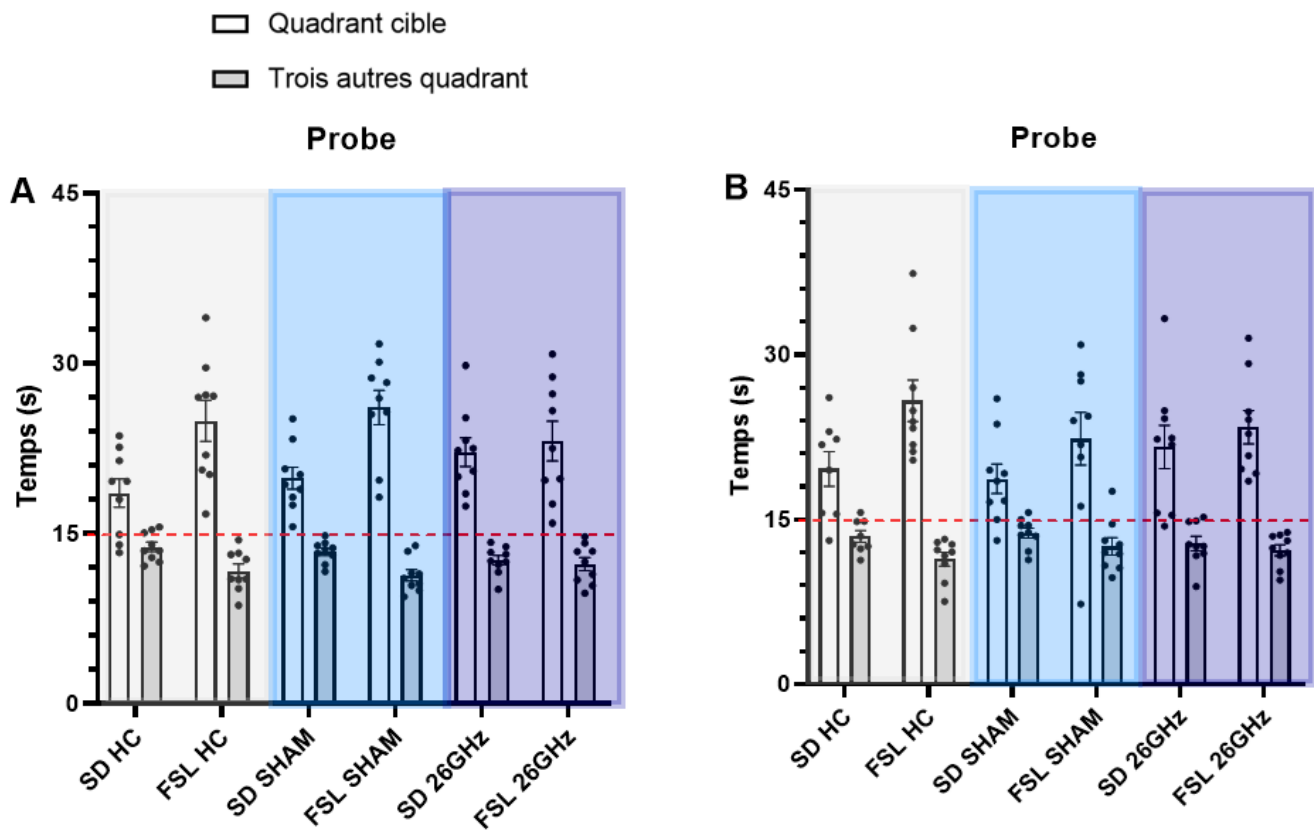 Quadrant cible
Trois autres quadrant
Probe
A
45
30
15
0
Temps (s)
SD HC
FSL HC
SD SHAM
FSL SHAM
SD 26GHz
FSL 26GHz
Probe
B
45
30
15
0
Temps (s)
SD HC
FSL HC
SD SHAM
FSL SHAM
SD 26GHz
FSL 26GHz